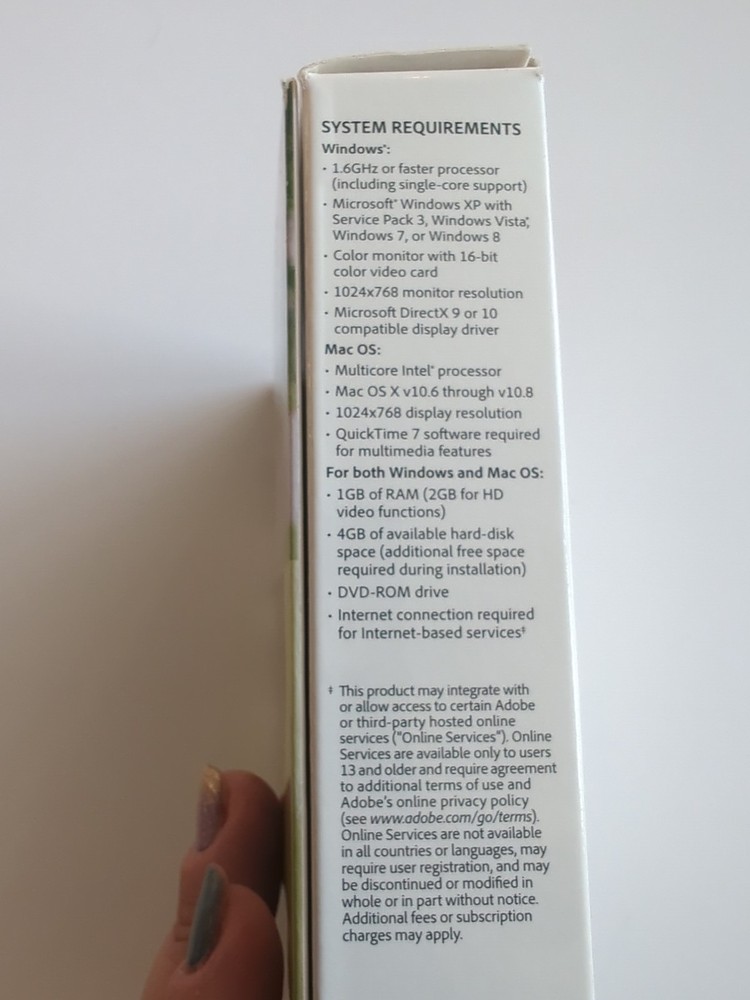 SYSTEM REQUIREMENTS
Windows®:
• 1.6GHz or faster processor
(including single-core support)
• Microsoft® Windows XP with
Service Pack 3, Windows Vista®,
Windows 7, or Windows 8
• Color monitor with 16-bit
color video card
• 1024x768 monitor resolution
• Microsoft DirectX 9 or 10
compatible display driver
Mac OS:
• Multicore Intel® processor
• Mac OS X v10.6 through v10.8
• 1024x768 display resolution
• QuickTime 7 software required
for multimedia features
For both Windows and Mac OS:
• 1GB of RAM (2GB for HD
video functions)
• 4GB of available hard-disk
space (additional free space
required during installation)
• DVD-ROM drive
• Internet connection required
for Internet-based services‡
‡ This product may integrate with
or allow access to certain Adobe
or third-party hosted online
services ("Online Services"). Online
Services are available only to users
13 and older and require agreement
to additional terms of use and
Adobe's online privacy policy
(see www.adobe.com/go/terms).
Online Services are not available
in all countries or languages, may
require user registration, and may
be discontinued or modified in
whole or in part without notice.
Additional fees or subscription
charges may apply.